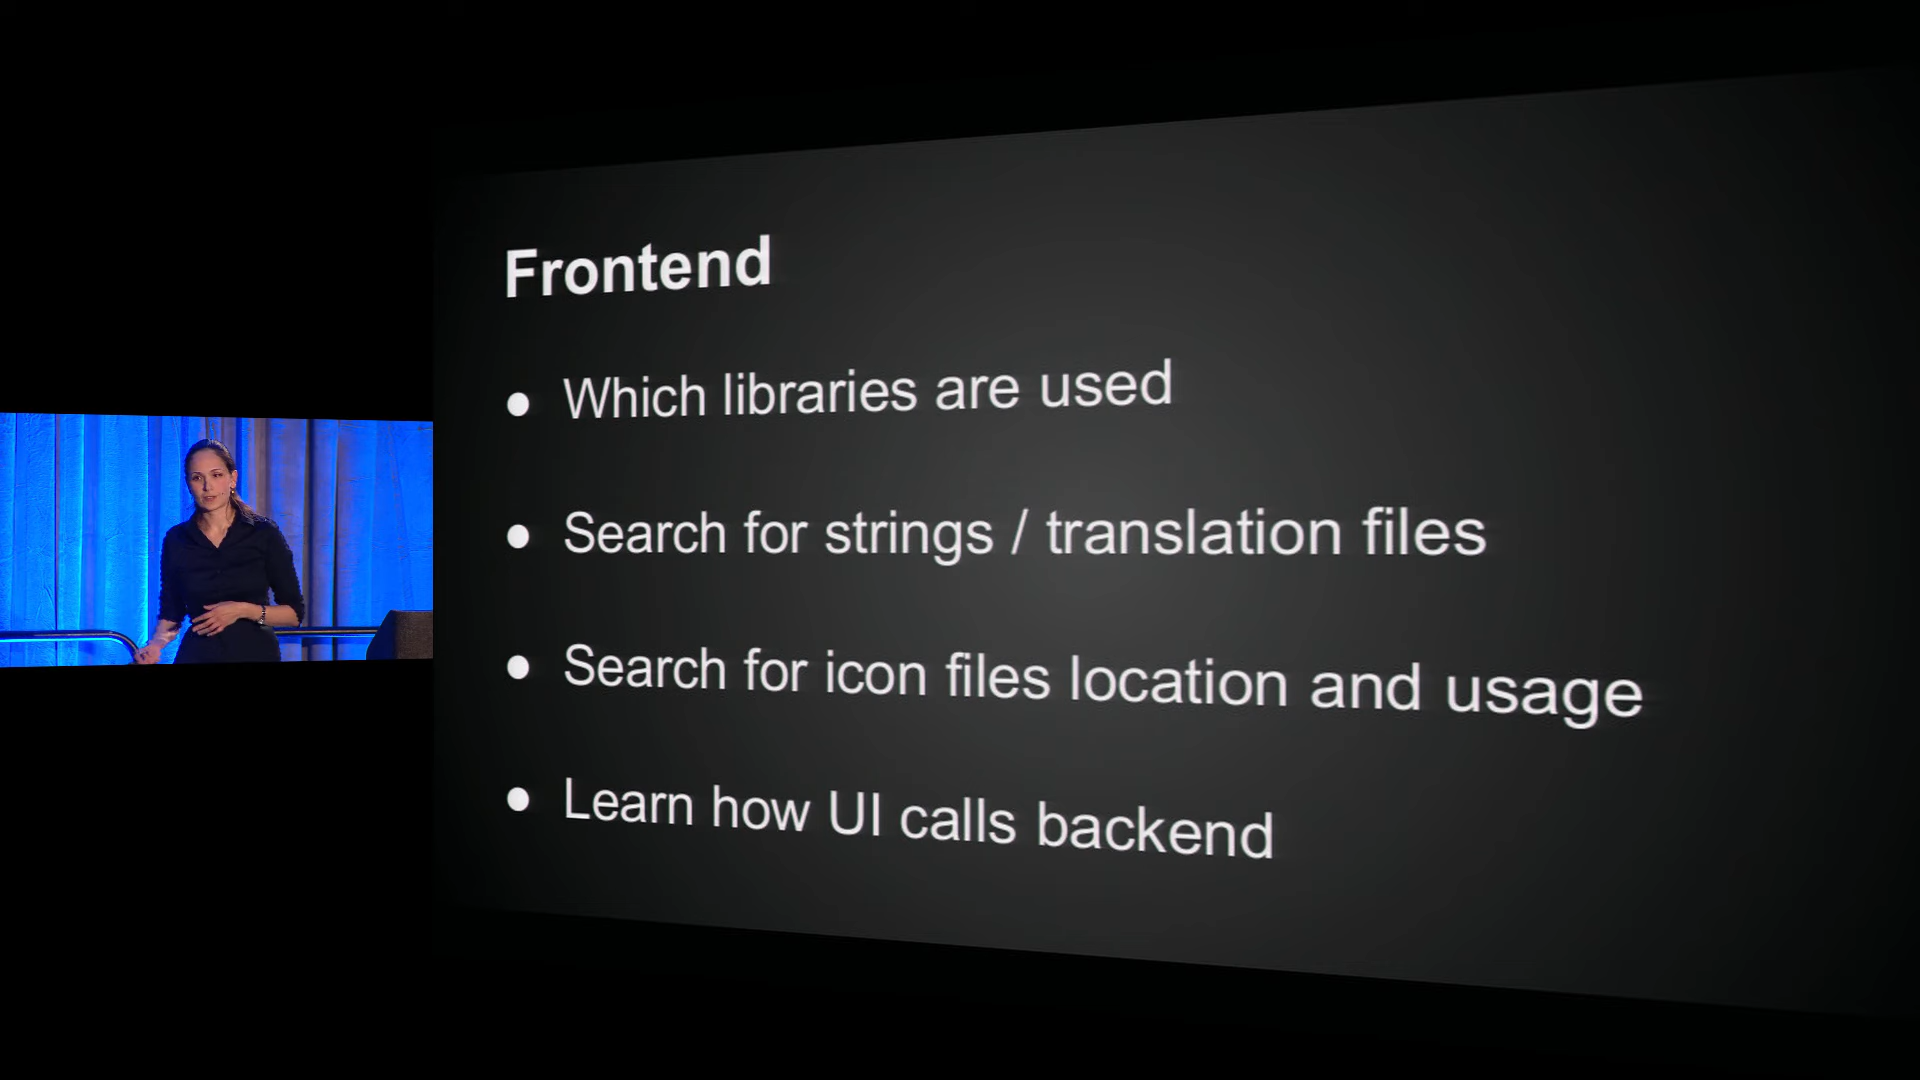 Frontend
● Which libraries are used
● Search for strings / translation files
● Search for icon files location and usage
● Learn how UI calls backend